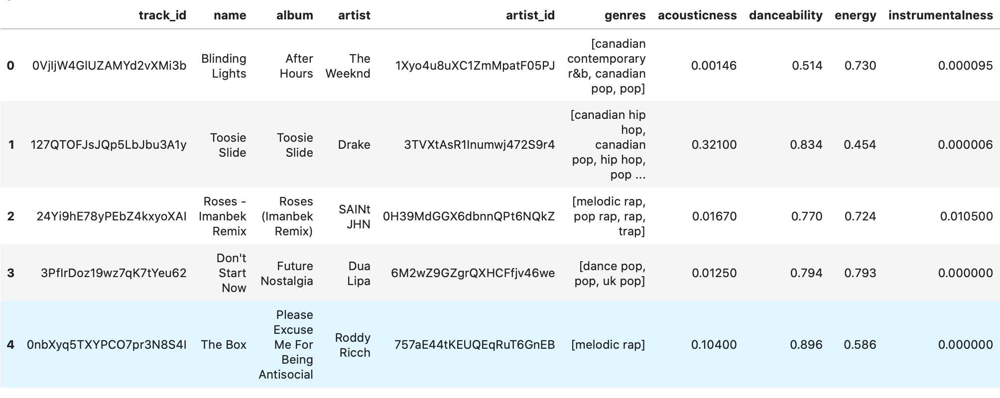 track_id name album artist artist_id genres acousticness danceability energy instrumentalness
0 0VjIjW4GlUZAMYd2vXMi3b Blinding Lights After Hours The Weeknd 1Xyo4u8uXC1ZmMpatF05PJ [canadian contemporary r&b, canadian pop, pop] 0.00146 0.514 0.730 0.000095
1 127QTOFJsJQp5LbJbu3A1y Toosie Slide Toosie Slide Drake 3TVXtAsR1Inumwj472S9r4 [canadian hip hop, canadian pop, hip hop, pop ... 0.32100 0.834 0.454 0.000006
2 24Yi9hE78yPEbZ4kxyoXAI Roses - Imanbek Remix Roses (Imanbek Remix) SAINt JHN 0H39MdGGX6dbnnQPt6NQkZ [melodic rap, pop rap, rap, trap] 0.01670 0.770 0.724 0.010500
3 3PfIrDoz19wz7qK7tYeu62 Don't Start Now Future Nostalgia Dua Lipa 6M2wZ9GZgrQXHCFfjv46we [dance pop, pop, uk pop] 0.01250 0.794 0.793 0.000000
4 0nbXyq5TXYPCO7pr3N8S4I The Box Please Excuse Me For Being Antisocial Roddy Ricch 757aE44tKEUQEqRuT6GnEB [melodic rap] 0.10400 0.896 0.586 0.000000